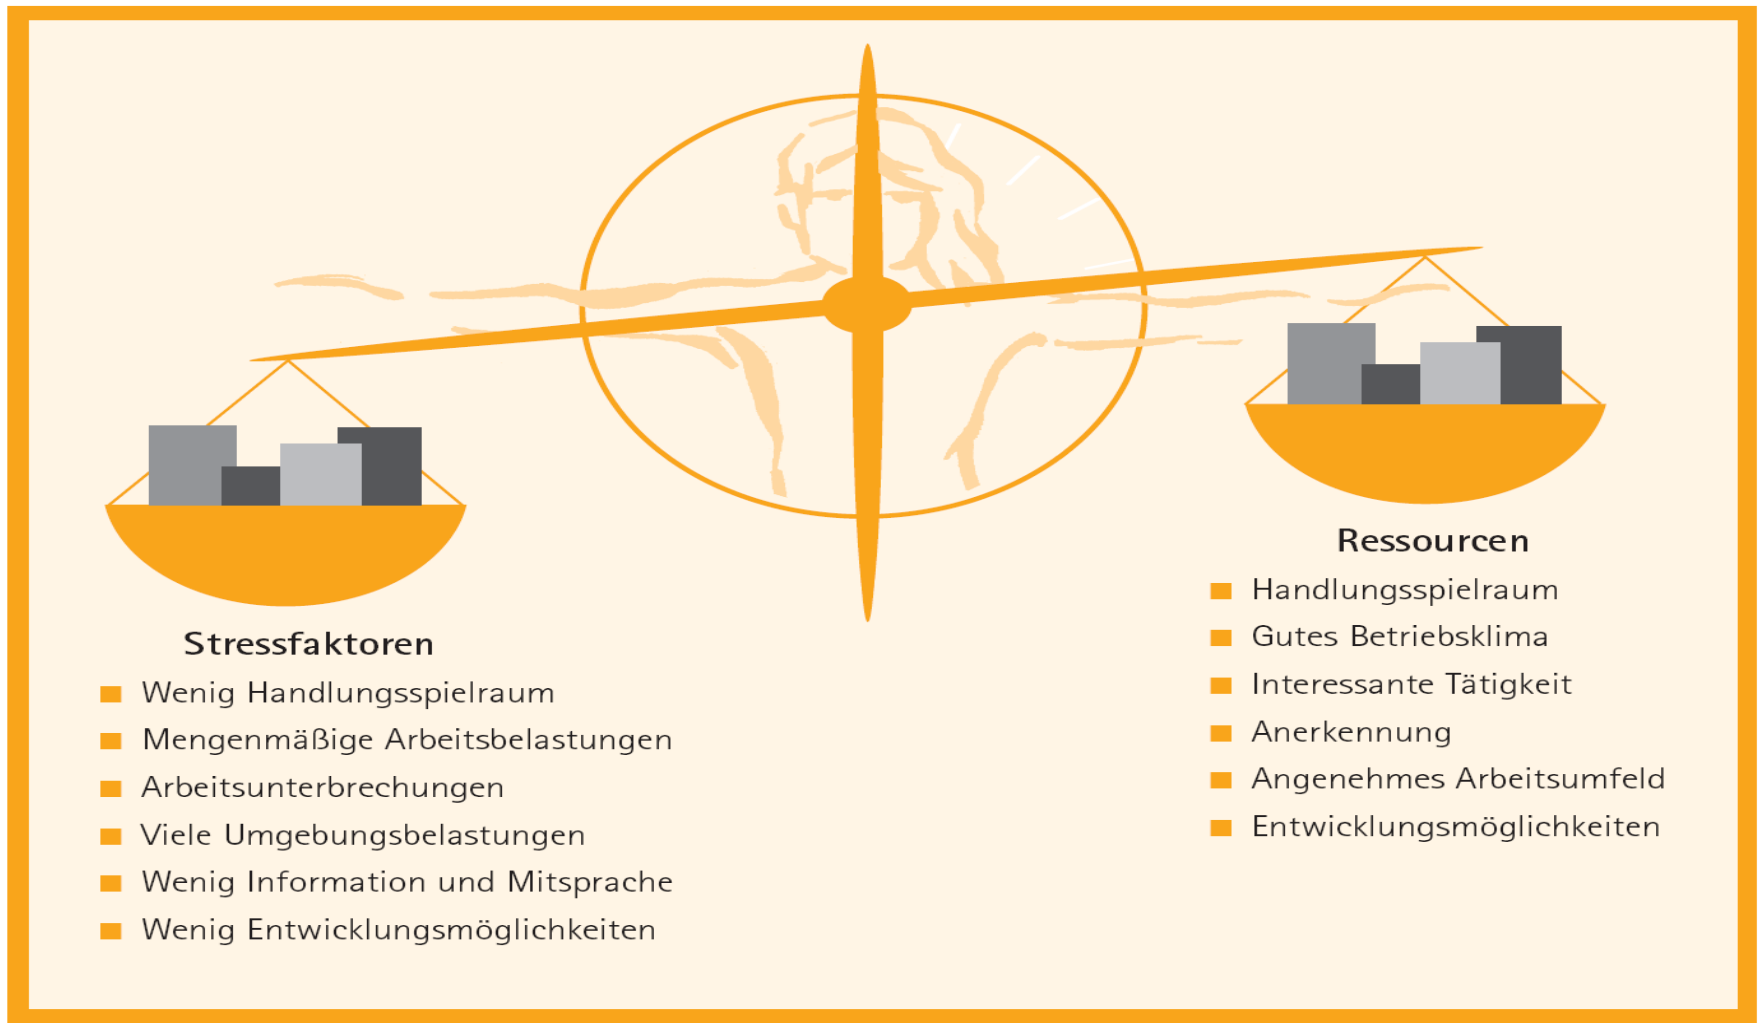 Stressfaktoren
Wenig Handlungsspielraum
Mengenmäßige Arbeitsbelastungen
Arbeitsunterbrechungen
Viele Umgebungsbelastungen
Wenig Information und Mitsprache
Wenig Entwicklungsmöglichkeiten
Ressourcen
Handlungsspielraum
Gutes Betriebsklima
Interessante Tätigkeit
Anerkennung
Angenehmes Arbeitsumfeld
Entwicklungsmöglichkeiten